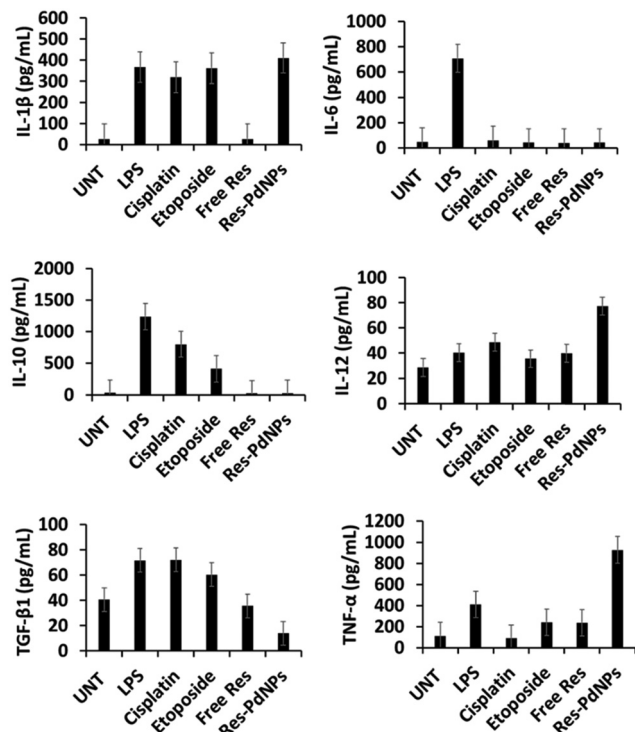 IL-1β (pg/mL)
600
500
400
300
200
100
0
UNT
LPS
Cisplatin
Etoposide
Free Res
Res-PdNPs
IL-6 (pg/mL)
1000
800
600
400
200
0
UNT
LPS
Cisplatin
Etoposide
Free Res
Res-PdNPs
IL-10 (pg/mL)
2000
1500
1000
500
0
UNT
LPS
Cisplatin
Etoposide
Free Res
Res-PdNPs
IL-12 (pg/mL)
100
80
60
40
20
0
UNT
LPS
Cisplatin
Etoposide
Free Res
Res-PdNPs
TGF-β1 (pg/mL)
100
80
60
40
20
0
UNT
LPS
Cisplatin
Etoposide
Free Res
Res-PdNPs
TNF-α (pg/mL)
1200
1000
800
600
400
200
0
UNT
LPS
Cisplatin
Etoposide
Free Res
Res-PdNPs